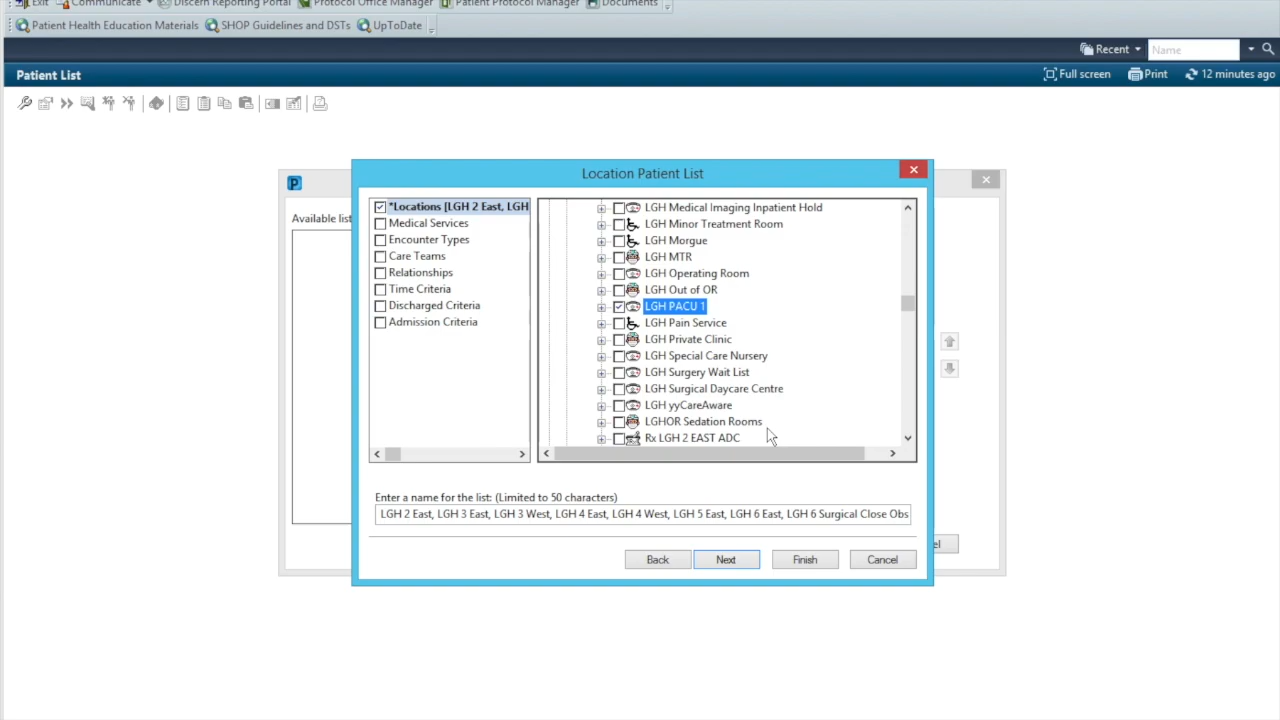 Exit Communicate Discern Reporting Portal Protocol Office Manager Patient Protocol Manager Documents
Patient Health Education Materials SHOP Guidelines and DSTs UpToDate
Recent Name
Patient List Full screen Print 12 minutes ago
P
Location Patient List
Available list
*Locations [LGH 2 East, LGH
Medical Services
Encounter Types
Care Teams
Relationships
Time Criteria
Discharged Criteria
Admission Criteria
LGH Medical Imaging Inpatient Hold
LGH Minor Treatment Room
LGH Morgue
LGH MTR
LGH Operating Room
LGH Out of OR
LGH PACU 1
LGH Pain Service
LGH Private Clinic
LGH Special Care Nursery
LGH Surgery Wait List
LGH Surgical Daycare Centre
LGH yyCareAware
LGHOR Sedation Rooms
Rx LGH 2 EAST ADC
Enter a name for the list: (Limited to 50 characters)
LGH 2 East, LGH 3 East, LGH 3 West, LGH 4 East, LGH 4 West, LGH 5 East, LGH 6 East, LGH 6 Surgical Close Obs
el
Back Next Finish Cancel